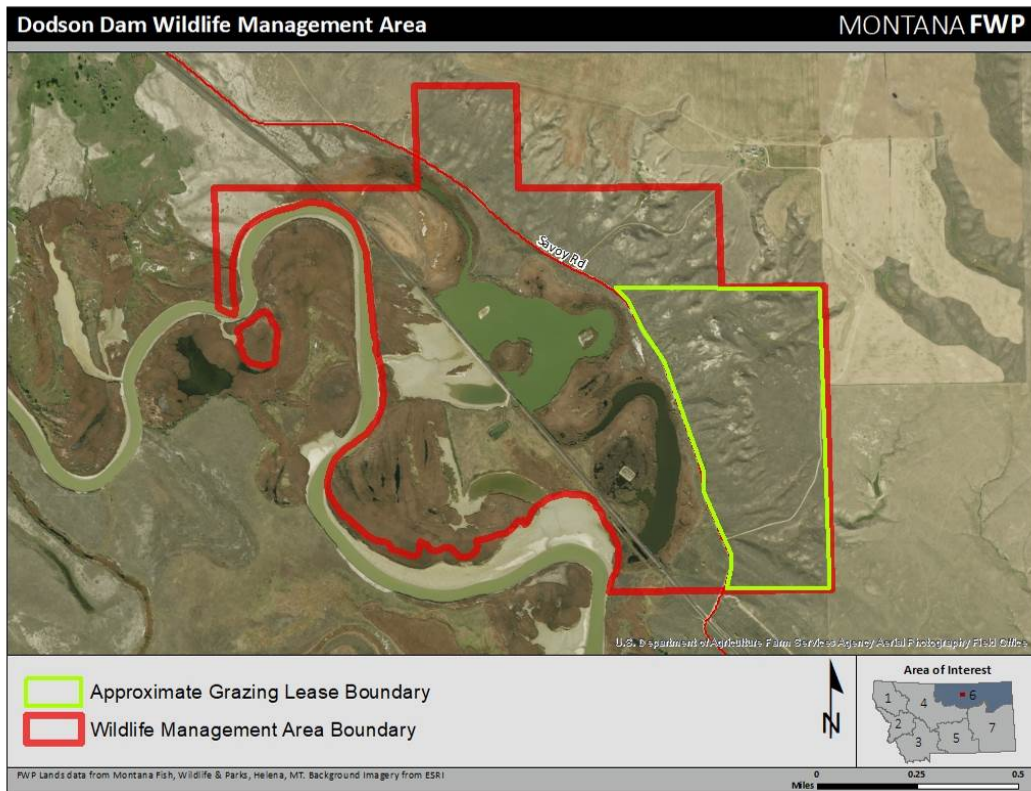 Dodson Dam Wildlife Management Area
MONTANA FWP
Savoy Rd
U.S. Department of Agriculture Farm Services Agency Aerial Photography Field Office
Approximate Grazing Lease Boundary
Wildlife Management Area Boundary
N
Area of Interest
1
4
6
2
7
3
5
FWP Lands data from Montana Fish, Wildlife & Parks, Helena, MT. Background Imagery from ESRI
0 0.25 0.5
Miles